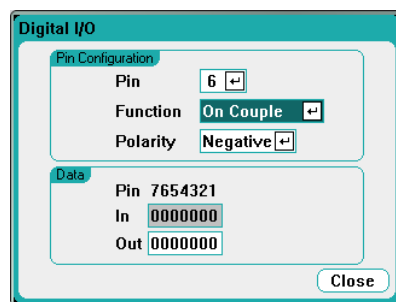 Digital I/O
Pin Configuration
Pin 6
Function On Couple
Polarity Negative
Data
Pin 7654321
In 0000000
Out 0000000
Close